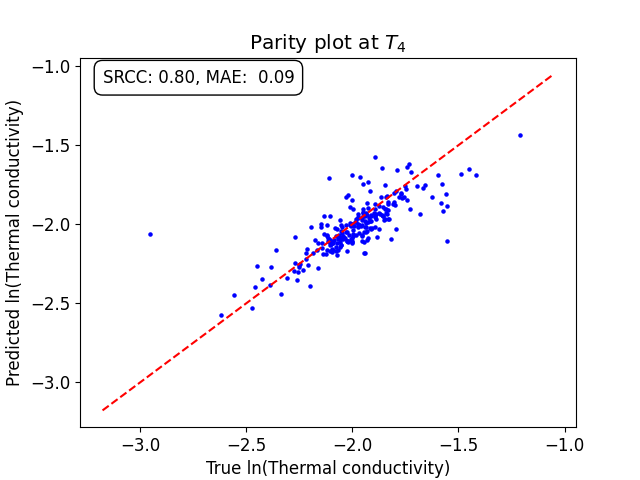 Parity plot at T4
SRCC: 0.80, MAE:  0.09
Predicted ln(Thermal conductivity)
−1.0
−1.5
−2.0
−2.5
−3.0
−3.0 −2.5 −2.0 −1.5 −1.0
True ln(Thermal conductivity)